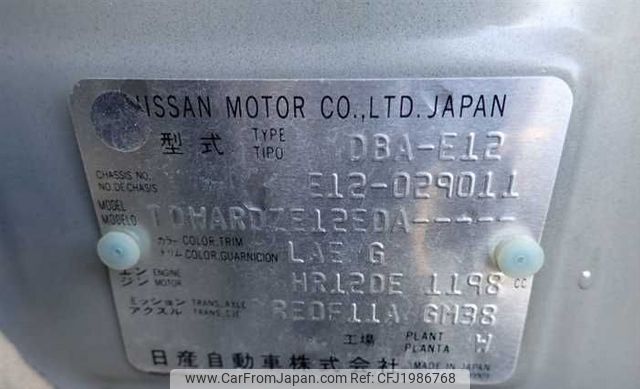 NISSAN MOTOR CO.,LTD. JAPAN
型式 TYPE TIPO DBA-E12
CHASSIS NO. NO.DE CHASIS E12-029011
MODEL MODELO TDWARDZE12EDA-----
カラー トリム COLOR,TRIM COLOR,GUARNICION LAE G
エンジン ENGINE MOTOR HR12DE 1198 cc
ミッション アクスル TRANS. AXLE TRANS. EJE REOF11A GM38
工場 PLANT PLANTA W
日産自動車株式会社 MADE IN JAPAN
www.CarFromJapan.com © CarFromJapan - CFJ1986768